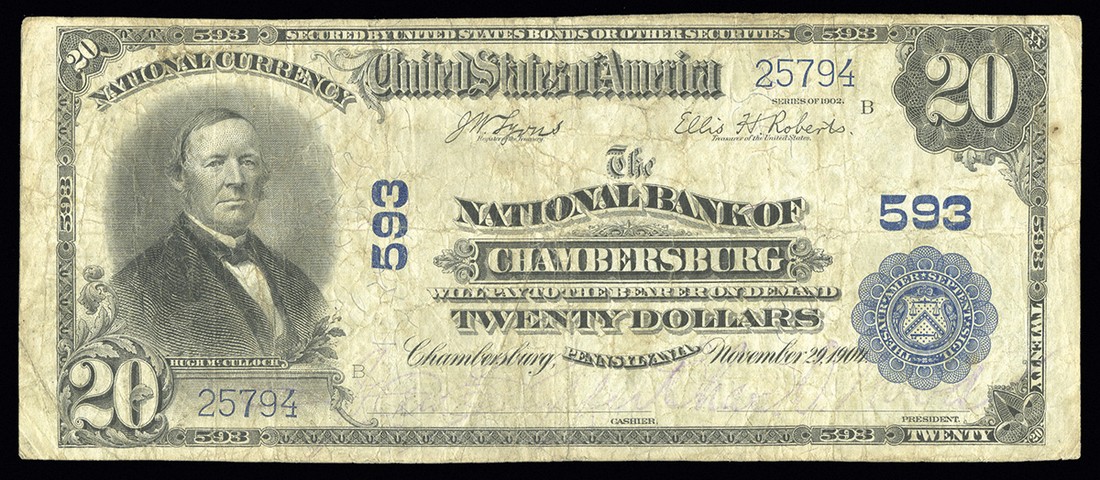 593 SECURED BY UNITED STATES BONDS OR OTHER SECURITIES 593
20
NATIONAL CURRENCY
United States of America
25794
20
SERIES OF 1902.
B
J.W. Lyons
Ellis H. Roberts.
Register of the Treasury.
Treasurer of the United States.
The
NATIONAL BANK OF
593
593
593
593
CHAMBERSBURG
WILL PAY TO THE BEARER ON DEMAND
TWENTY DOLLARS
TWENTY
HUGH McCULLOCH.
Chambersburg, PENNSYLVANIA, November 29, 1904
B
20
25794
CASHIER.
PRESIDENT.
593 593 TWENTY
20